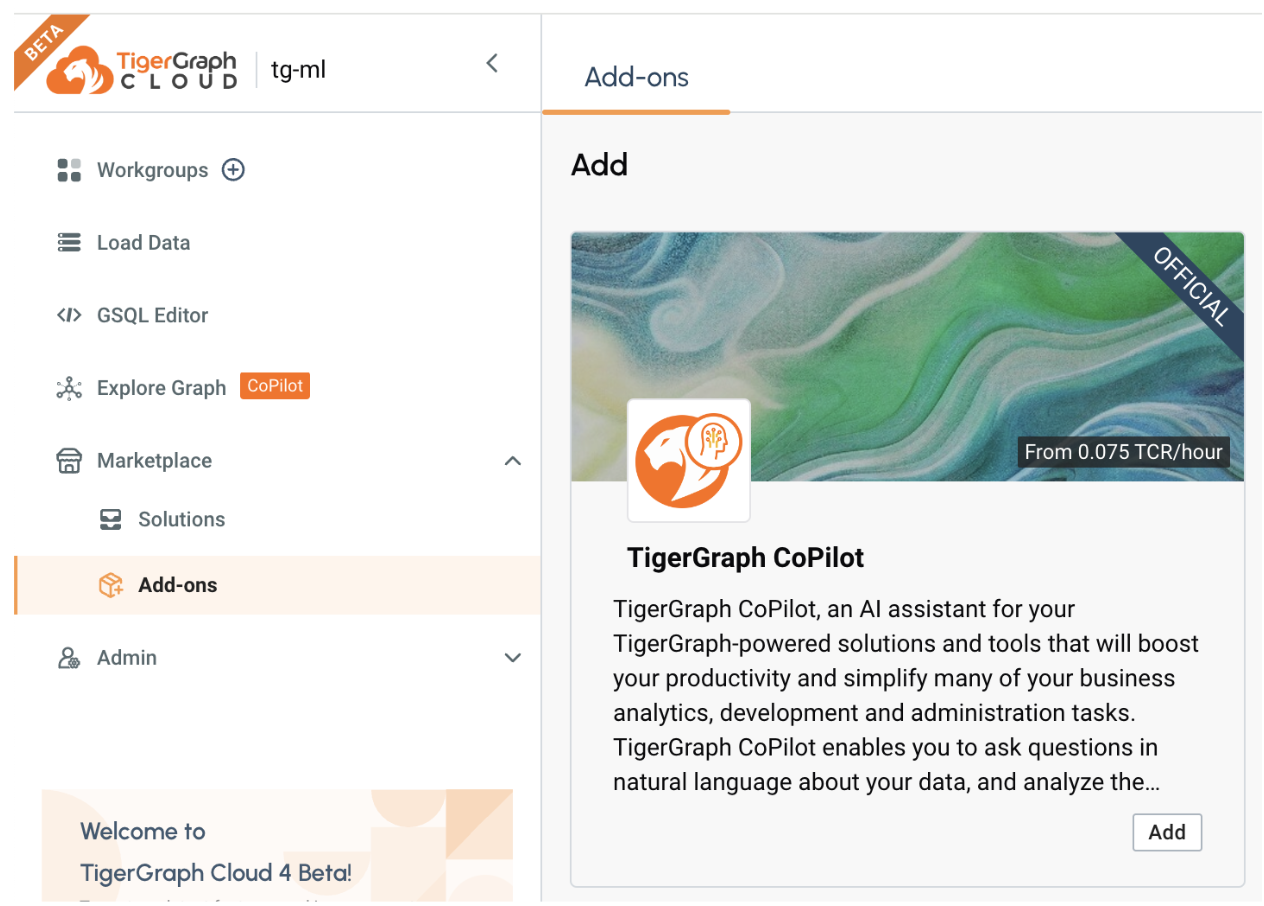 BETA
TigerGraph
CLOUD
tg-ml
Workgroups
Load Data
GSQL Editor
Explore Graph CoPilot
Marketplace
Solutions
Add-ons
Admin
Welcome to
TigerGraph Cloud 4 Beta!
Add-ons
Add
OFFICIAL
From 0.075 TCR/hour
TigerGraph CoPilot
TigerGraph CoPilot, an AI assistant for your
TigerGraph-powered solutions and tools that will boost
your productivity and simplify many of your business
analytics, development and administration tasks.
TigerGraph CoPilot enables you to ask questions in
natural language about your data, and analyze the...
Add